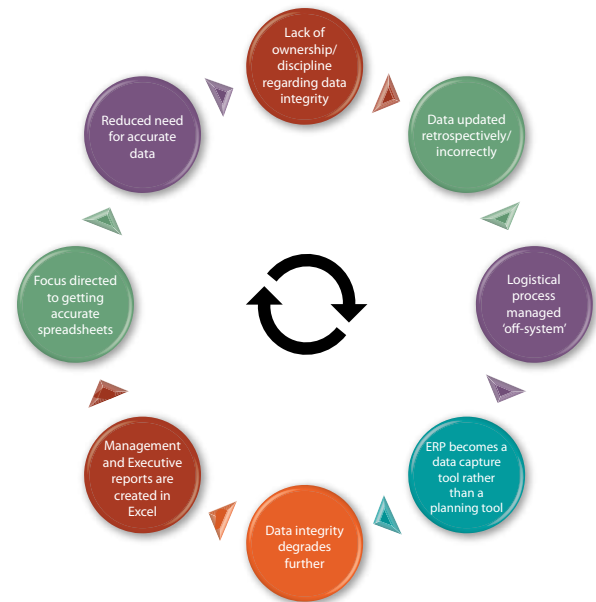 Lack of
ownership/
discipline
regarding data
integrity
Data updated
retrospectively/
incorrectly
Logistical
process
managed
‘off-system’
ERP becomes a
data capture
tool rather
than a
planning tool
Data integrity
degrades
further
Management
and Executive
reports are
created in
Excel
Focus directed
to getting
accurate
spreadsheets
Reduced need
for accurate
data